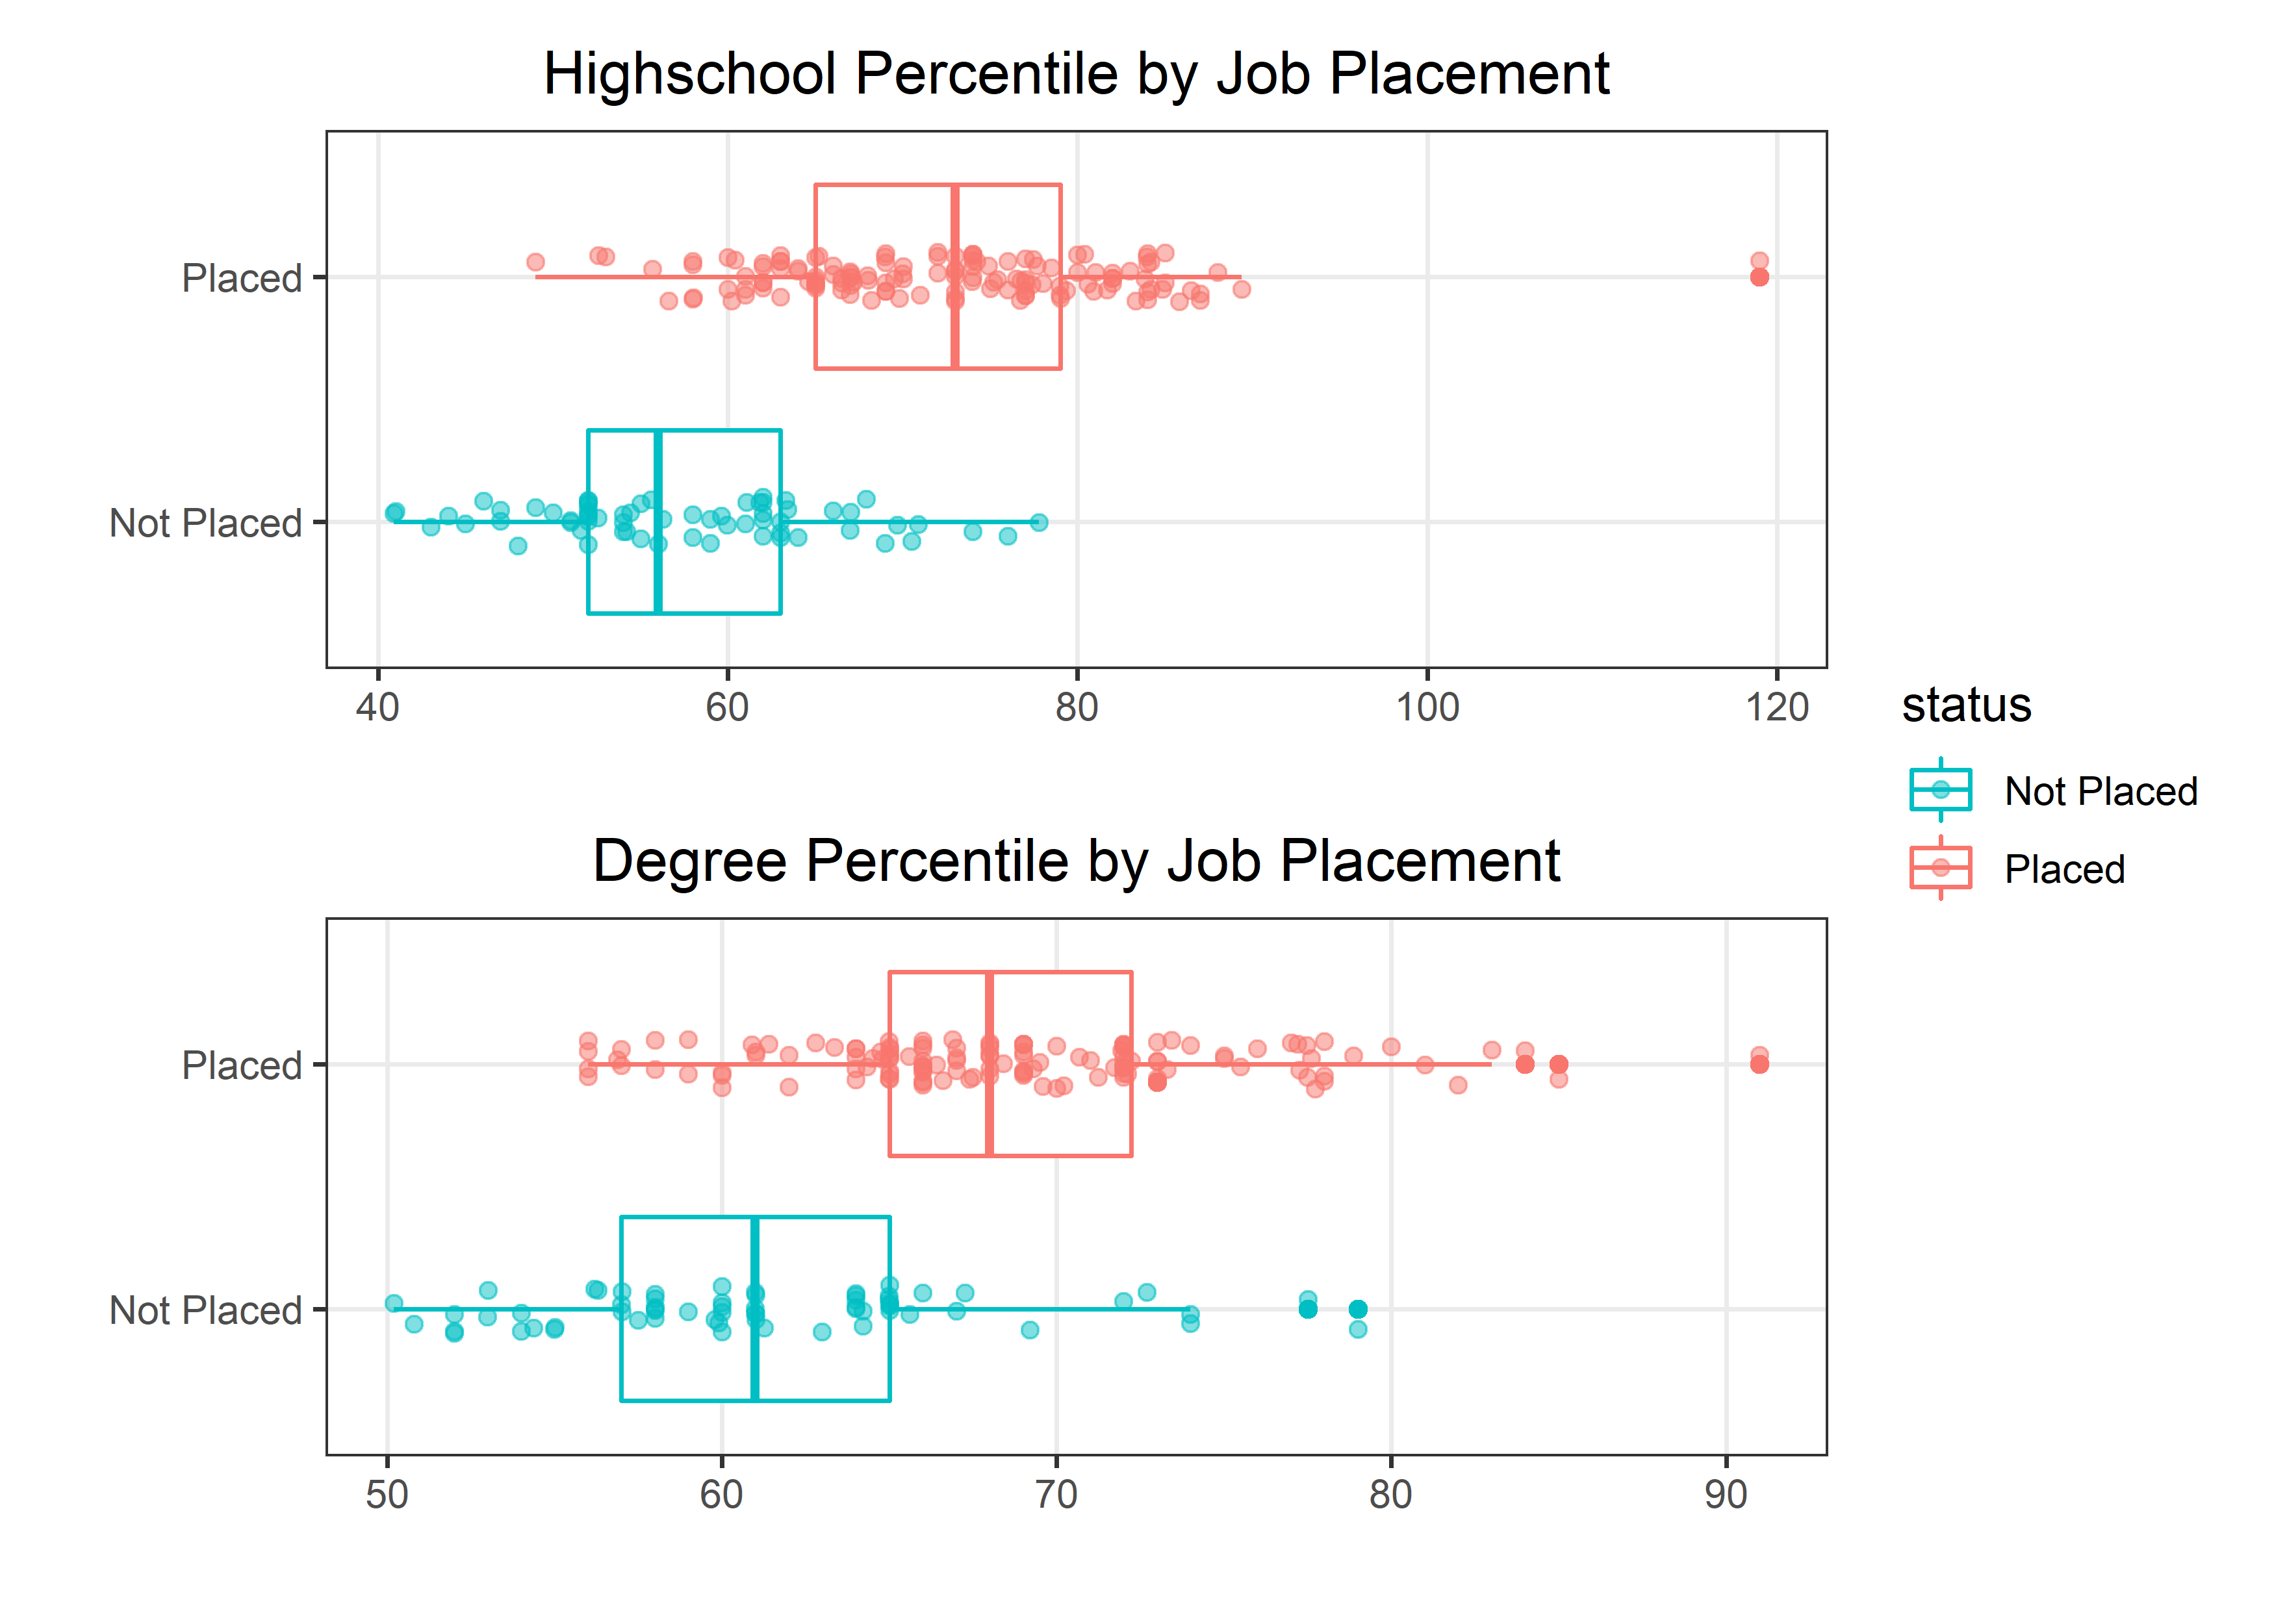 Highschool Percentile by Job Placement
Placed
Not Placed
40 60 80 100 120
Degree Percentile by Job Placement
Placed
Not Placed
50 60 70 80 90
status
Not Placed
Placed